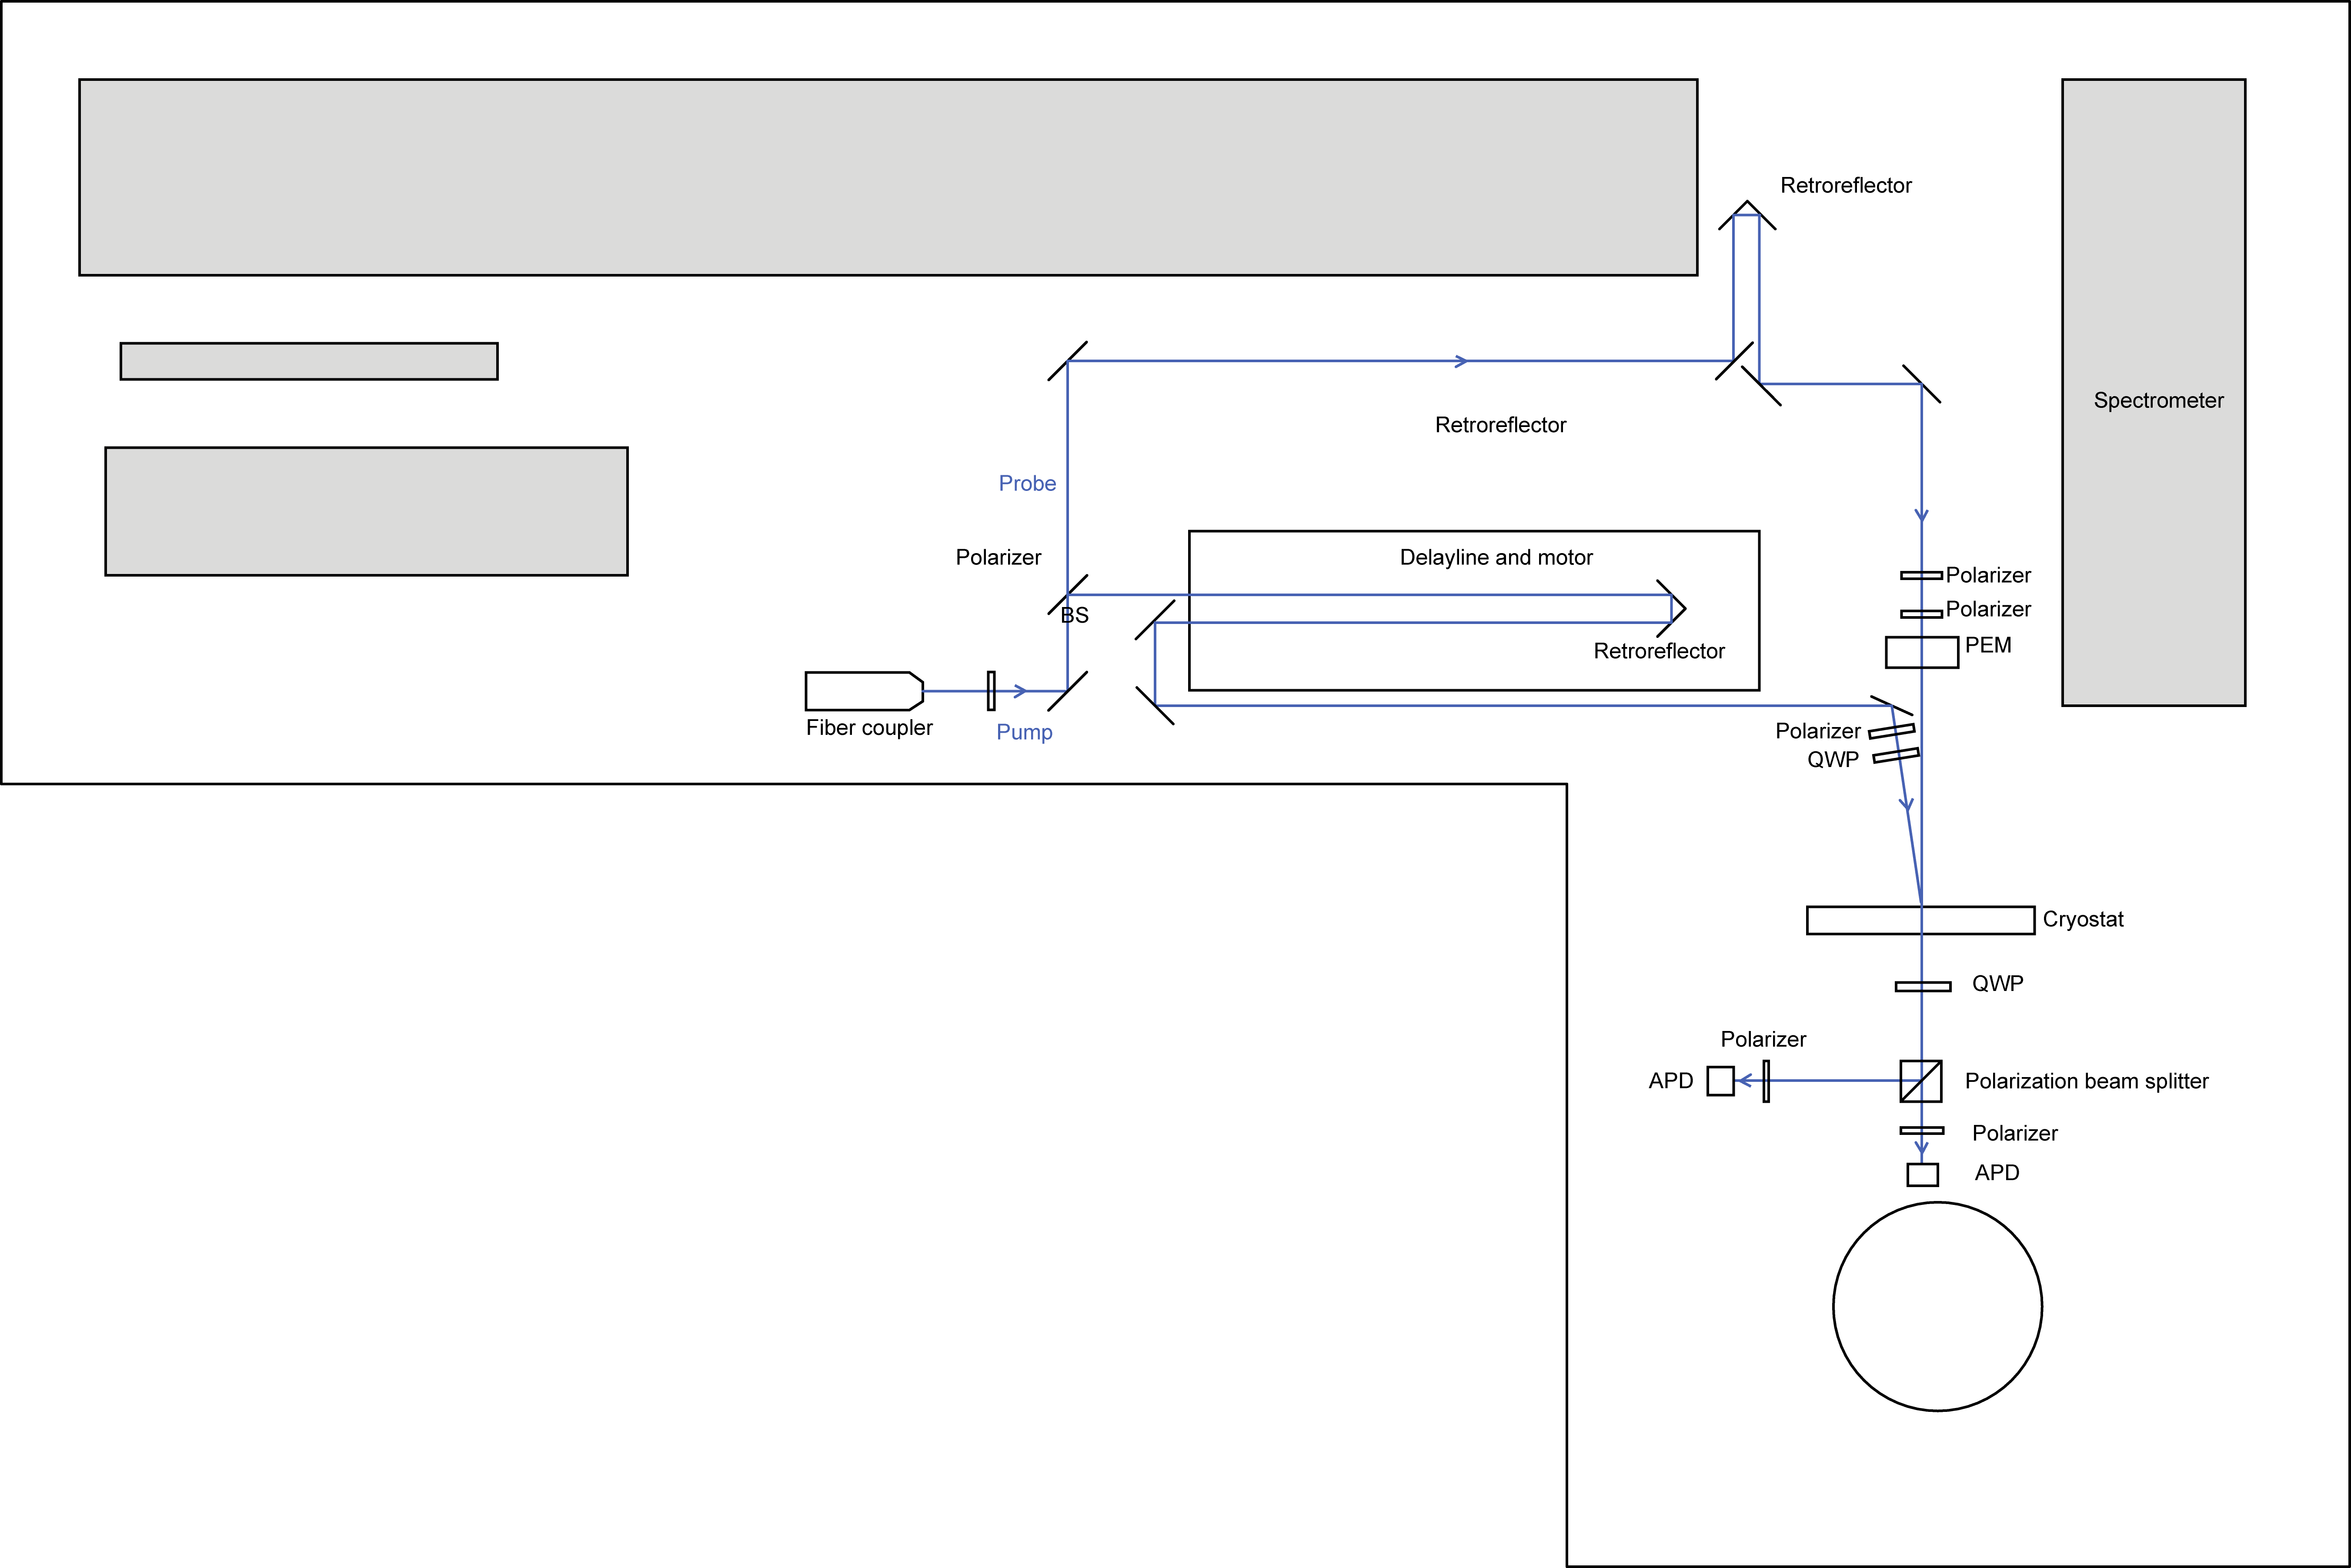 Retroreflector
Spectrometer
Retroreflector
Probe
Polarizer
Delayline and motor
Polarizer
BS
Polarizer
Retroreflector
PEM
Fiber coupler
Pump
Polarizer
QWP
Cryostat
QWP
Polarizer
APD
Polarization beam splitter
Polarizer
APD